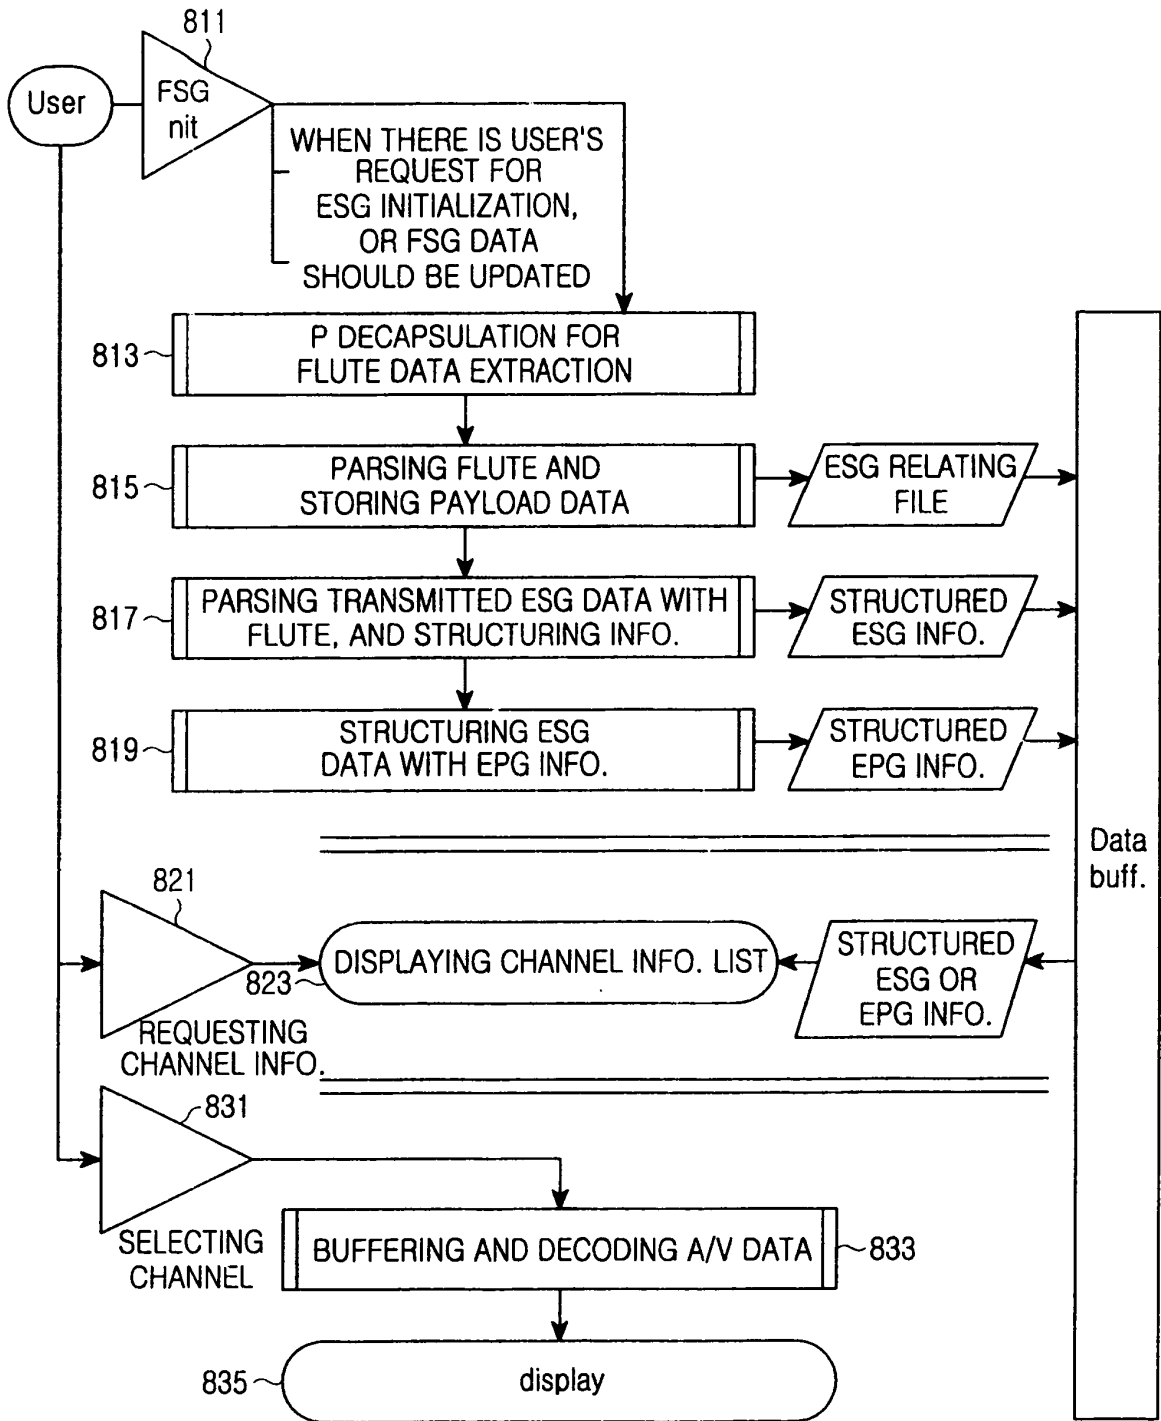 811
User
FSG
nit
WHEN THERE IS USER'S
REQUEST FOR
ESG INITIALIZATION,
OR FSG DATA
SHOULD BE UPDATED
813
P DECAPSULATION FOR
FLUTE DATA EXTRACTION
815
PARSING FLUTE AND
STORING PAYLOAD DATA
ESG RELATING
FILE
817
PARSING TRANSMITTED ESG DATA WITH
FLUTE, AND STRUCTURING INFO.
STRUCTURED
ESG INFO.
819
STRUCTURING ESG
DATA WITH EPG INFO.
STRUCTURED
EPG INFO.
Data
buff.
821
823
DISPLAYING CHANNEL INFO. LIST
STRUCTURED
ESG OR
EPG INFO.
REQUESTING
CHANNEL INFO.
831
SELECTING
CHANNEL
BUFFERING AND DECODING A/V DATA
833
835
display